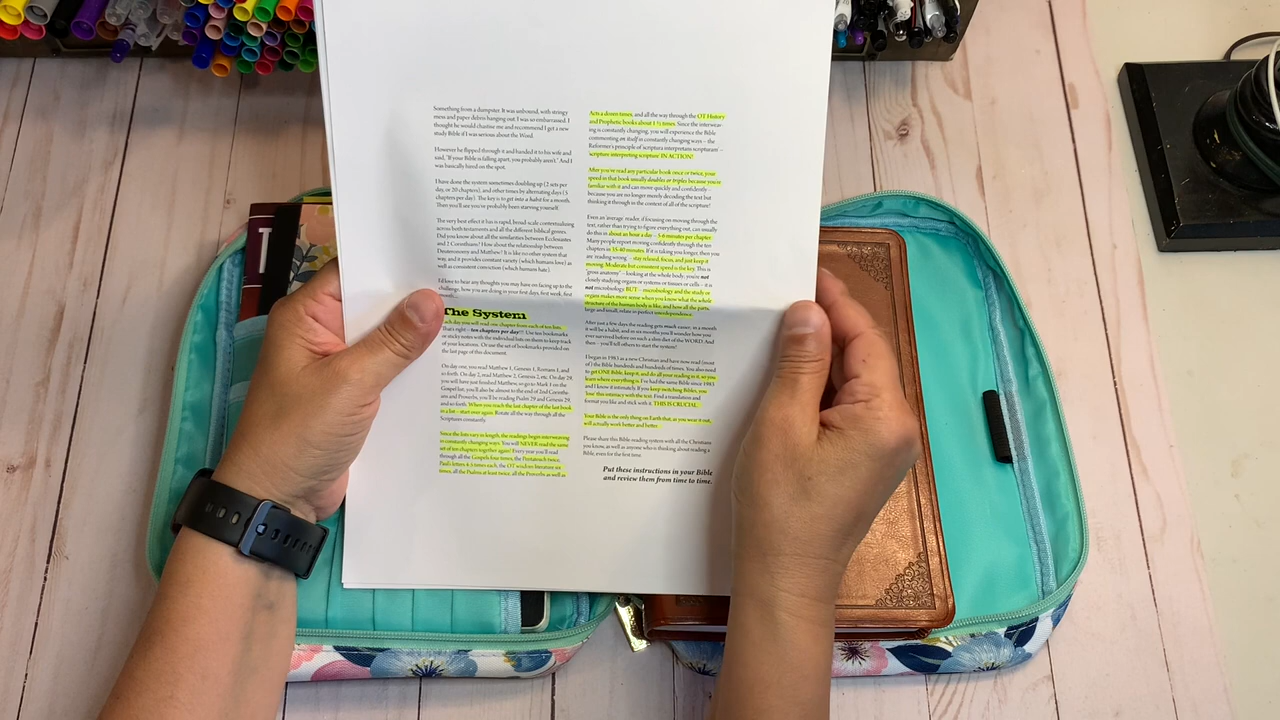 Something from a dumpster. It was unbound, with stringy
mess and paper debris hanging out. I was so embarrassed. I
thought he would chastise me and recommend I get a new
study Bible if I was serious about the Word.
However he flipped through it and handed it to his wife and
said, 'If your Bible is falling apart, you probably aren't.' And I
was basically hired on the spot.
I have done the system sometimes doubling up (2 sets per
day, or 20 chapters), and other times by alternating days (5
chapters per day). The key is to get into a habit for a month.
Then you'll see you've probably been starving yourself.
The very best effect it has is rapid, broad-scale contextualizing
across both testaments and all the different biblical genres.
Did you know about all the similarities between Ecclesiastes
and 2 Corinthians? How about the relationship between
Deuteronomy and Matthew? It is like no other system that
way, and it provides constant variety (which humans love) as
well as consistent conviction (which humans hate).
I'd love to hear any thoughts you may have on facing up to the
challenge, how you are doing in your first days, first week, first
The System
Each day you will read one chapter from each of ten lists.
That's right – ten chapters per day!!! Use ten bookmarks
or sticky notes with the individual lists on them to keep track
of your locations. Or use the set of bookmarks provided on
the last page of this document
On day one, you read Matthew 1, Genesis 1, Romans 1, and
so forth. On day 2, read Matthew 2, Genesis 2, etc. On day 29
you will have just finished Matthew, so go to Mark 1 on the
Gospel list; you'll also be almost to the end of 2nd Corinthi-
ans and Proverbs, you'll be reading Psalm 29 and Genesis 29,
and so forth. When you reach the last chapter of the last book
in a list – start over again. Rotate all the way through all the
Scriptures constantly.
Since the lists vary in length, the readings begin interweaving
in constantly changing ways. You will NEVER read the same
set of ten chapters together again! Every year you'll read
through all the Gospels four times, the Pentateuch twice,
Paul's letters 4-5 times each, the OT wisdom literature six
times, all the Psalms at least twice, all the Proverbs as well as
Acts a dozen times, and all the way through the OT History
and Prophetic books about 1 ½ times. Since the interweav-
ing is constantly changing, you will experience the Bible
commenting on itself in constantly changing ways – the
Reformer's principle of 'scriptura interpretans scripturam' –
'scripture interpreting scripture' IN ACTION!
After you've read any particular book once or twice, your
speed in that book usually doubles or triples because you're
familiar with it and can move quickly and confidently –
because you are no longer merely decoding the text but
thinking it through in the context of all of the scripture!
Even an 'average' reader, if focusing on moving through the
text, rather than trying to figure everything out, can usually
do this in about an hour a day – 5-6 minutes per chapter.
Many people report moving confidently through the ten
chapters in 35-40 minutes. If it is taking you longer, then you
are 'reading wrong' – stay relaxed, focus, and just keep it
moving. Moderate but consistent speed is the key. This is
'gross anatomy' – looking at the whole body; you're not
closely studying organs or systems or tissues or cells – it is
not microbiology. BUT – microbiology and the study of
organs makes more sense when you know what the whole
structure of the human body is like, and how all the parts,
large and small, relate in perfect interdependence.
After just a few days the reading gets much easier; in a month
it will be a habit, and in six months you'll wonder how you
ever survived before on such a slim diet of the WORD. And
then – you'll tell others to start the system!
I began in 1983 as a new Christian and have now read (most
of) the Bible hundreds and hundreds of times. You also need
to get ONE Bible, keep it, and do all your reading in it, so you
learn where everything is. I've had the same Bible since 1983
and I know it intimately. If you keep switching Bibles, you
'lose' this intimacy with the text. Find a translation and
format you like and stick with it. THIS IS CRUCIAL.
Your Bible is the only thing on Earth that, as you wear it out,
will actually work better and better.
Please share this Bible-reading system with all the Christians
you know, as well as anyone who is thinking about reading a
Bible, even for the first time.
Put these instructions in your Bible
and review them from time to time.